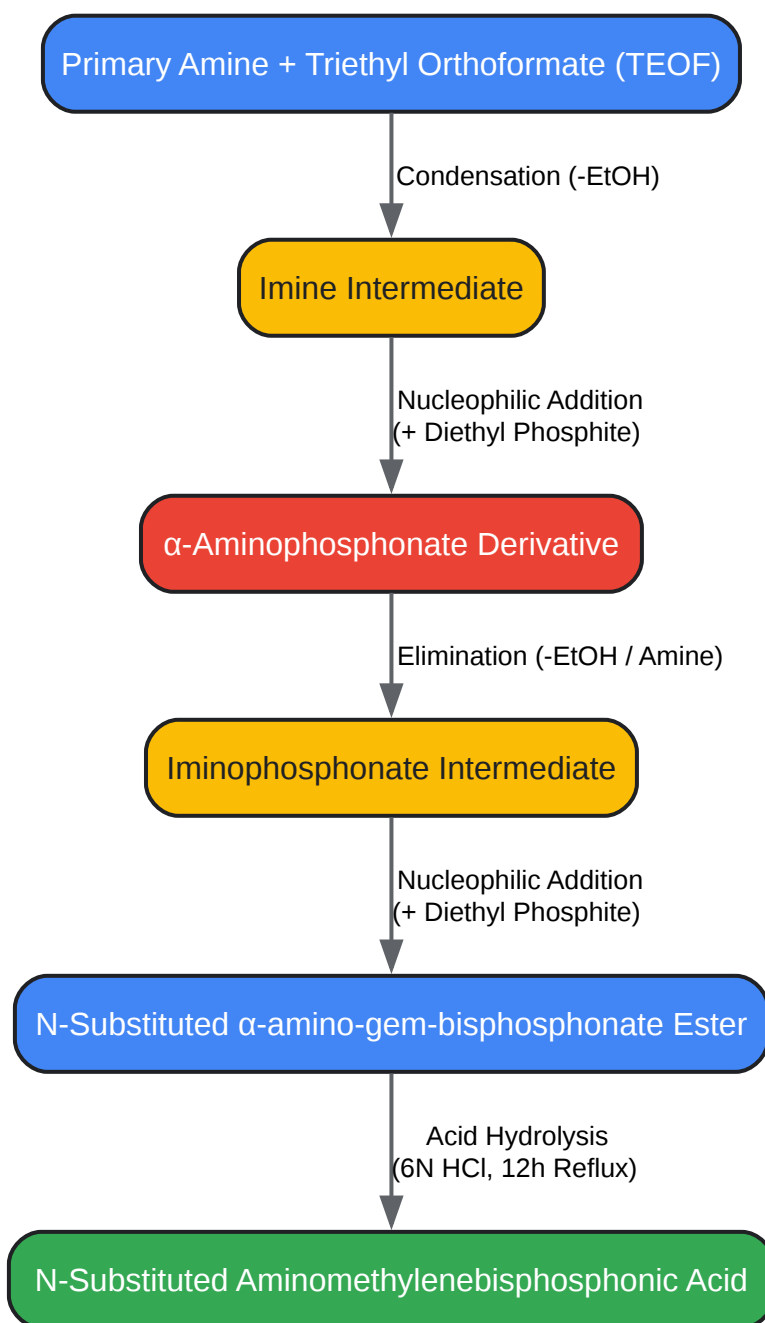 Primary Amine + Triethyl Orthoformate (TEOF)
Condensation (-EtOH)
Imine Intermediate
Nucleophilic Addition
(+ Diethyl Phosphite)
α-Aminophosphonate Derivative
Elimination (-EtOH / Amine)
Iminophosphonate Intermediate
Nucleophilic Addition
(+ Diethyl Phosphite)
N-Substituted α-amino-gem-bisphosphonate Ester
Acid Hydrolysis
(6N HCl, 12h Reflux)
N-Substituted Aminomethylenebisphosphonic Acid